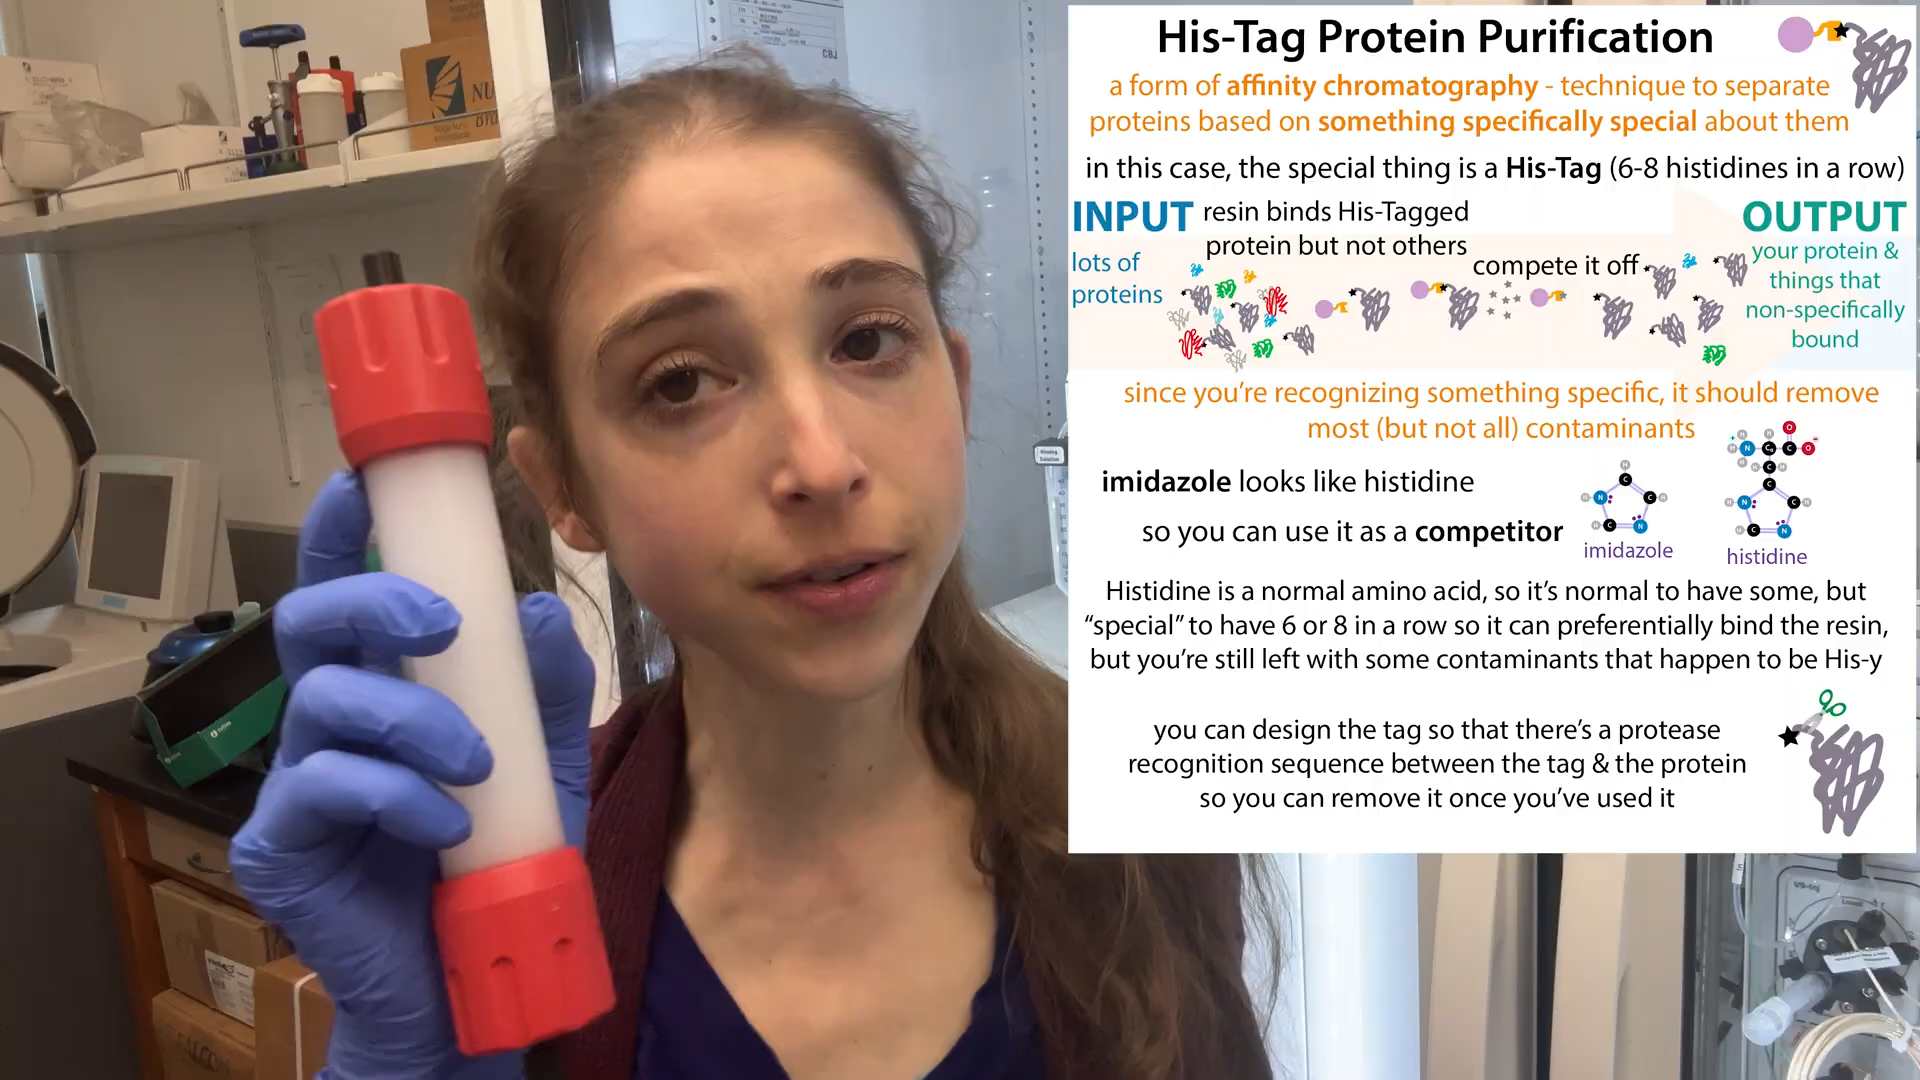 His-Tag Protein Purification
a form of affinity chromatography - technique to separate
proteins based on something specifically special about them
in this case, the special thing is a His-Tag (6-8 histidines in a row)
INPUT
lots of
proteins
resin binds His-Tagged
protein but not others
compete it off
OUTPUT
your protein &
things that
non-specifically
bound
since you're recognizing something specific, it should remove
most (but not all) contaminants
imidazole looks like histidine
so you can use it as a competitor
imidazole
histidine
Histidine is a normal amino acid, so it's normal to have some, but
“special” to have 6 or 8 in a row so it can preferentially bind the resin,
but you're still left with some contaminants that happen to be His-y
you can design the tag so that there's a protease
recognition sequence between the tag & the protein
so you can remove it once you've used it
NU
CBJ
FALCON